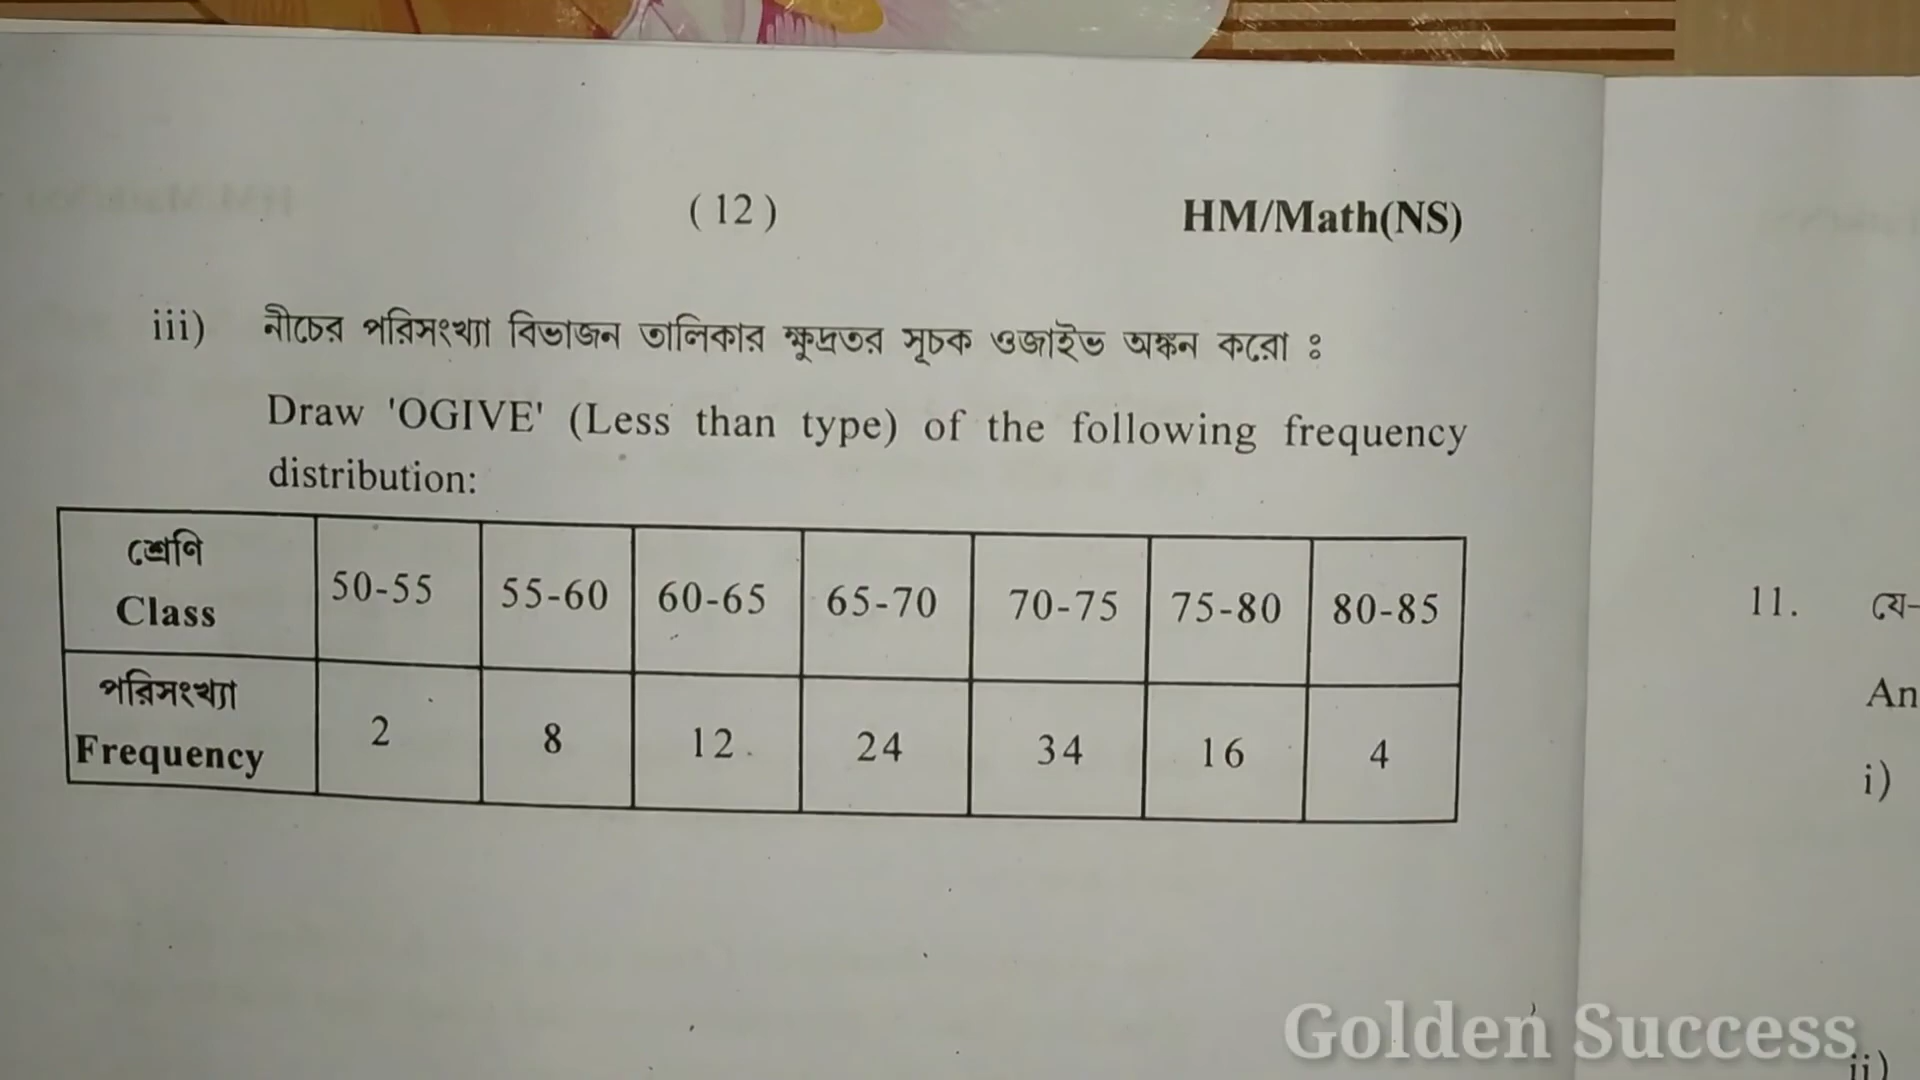 ( 12 )
HM/Math(NS)
iii) নীচের পরিসংখ্যা বিভাজন তালিকার ক্ষুদ্রতর সূচক ওজাইভ অঙ্কন করো ঃ
Draw 'OGIVE' (Less than type) of the following frequency
distribution:
শ্রেণি
Class 50-55 55-60 60-65 65-70 70-75 75-80 80-85
পরিসংখ্যা
Frequency 2 8 12 24 34 16 4
11. যে-
An
i)
ii)
Golden Success